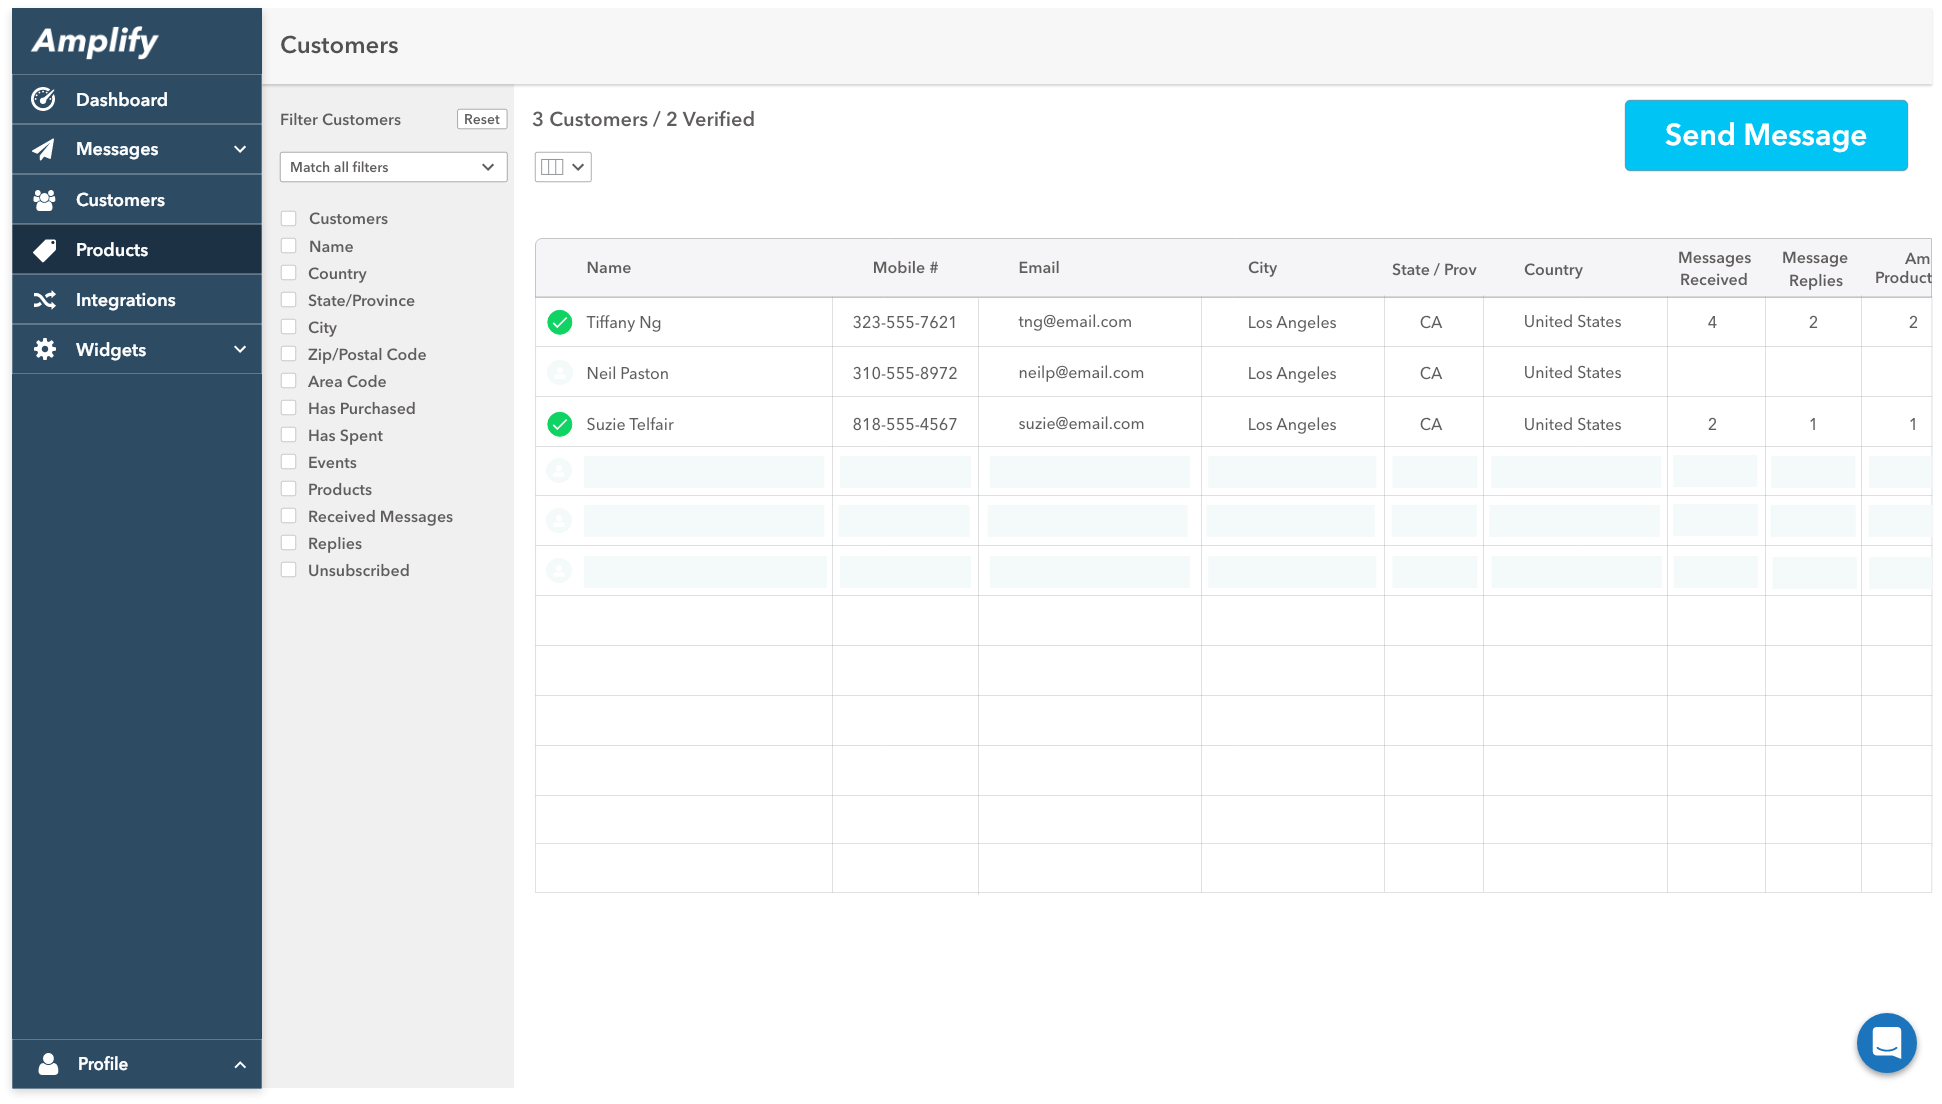 Amplify
Dashboard
Messages
Customers
Products
Integrations
Widgets
Profile
Customers
Filter Customers
Reset
Match all filters
Customers
Name
Country
State/Province
City
Zip/Postal Code
Area Code
Has Purchased
Has Spent
Events
Products
Received Messages
Replies
Unsubscribed
3 Customers / 2 Verified
Send Message
Name Mobile # Email City State / Prov Country Messages Received Message Replies Am Product
Tiffany Ng 323-555-7621 tng@email.com Los Angeles CA United States 4 2 2
Neil Paston 310-555-8972 neilp@email.com Los Angeles CA United States
Suzie Telfair 818-555-4567 suzie@email.com Los Angeles CA United States 2 1 1